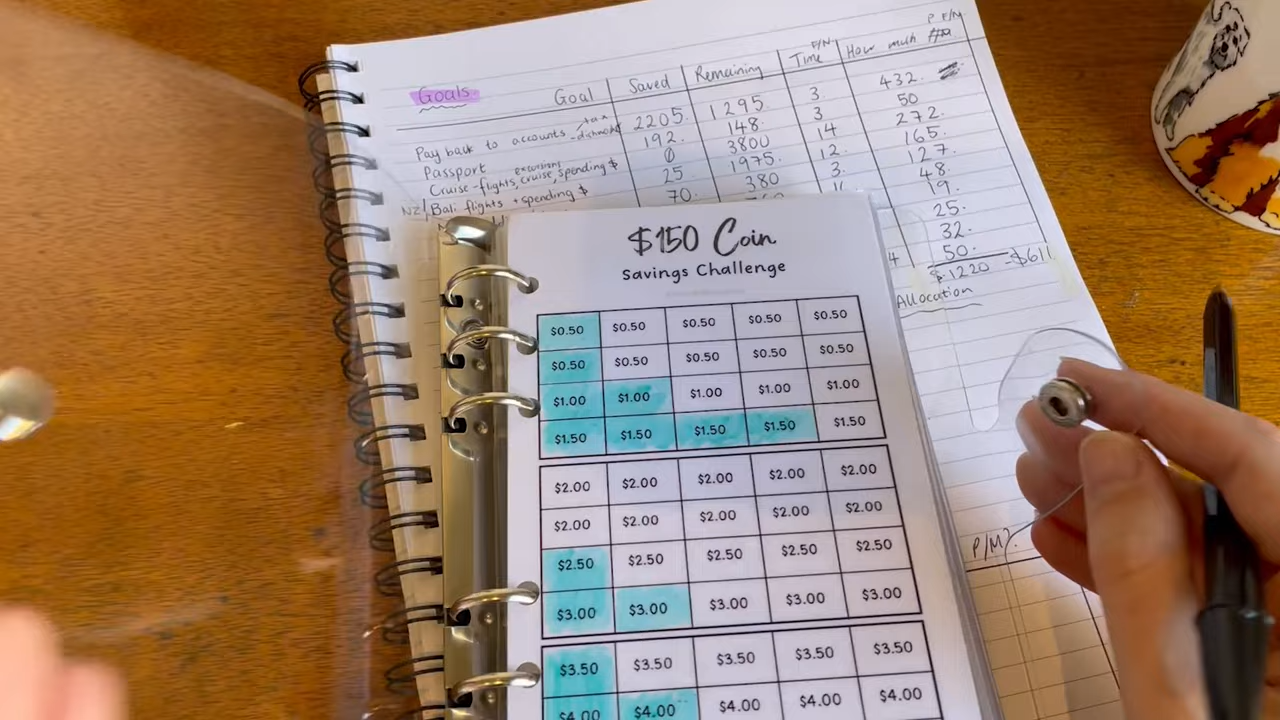 P F/N
Goals Goal Saved Remaining Time F/N How much
Pay back to accounts 2205. 1295. 3 432.
Passport 192. 148. 3 50
Cruise-flights, cruise, excursions spending $ 0 3800 14 272.
NZ/Bali flights + spending $ 25 1975. 12. 165.
70. 380 3. 127.
48.
19.
25.
32.
50.
$1220 =$611
Allocation
P/M?
$150 Coin
Savings Challenge
$0.50 $0.50 $0.50 $0.50 $0.50
$0.50 $0.50 $0.50 $0.50 $0.50
$1.00 $1.00 $1.00 $1.00 $1.00
$1.50 $1.50 $1.50 $1.50 $1.50
$2.00 $2.00 $2.00 $2.00 $2.00
$2.00 $2.00 $2.00 $2.00 $2.00
$2.50 $2.50 $2.50 $2.50 $2.50
$3.00 $3.00 $3.00 $3.00 $3.00
$3.50 $3.50 $3.50 $3.50 $3.50
$4.00 $4.00 $4.00 $4.00 $4.00